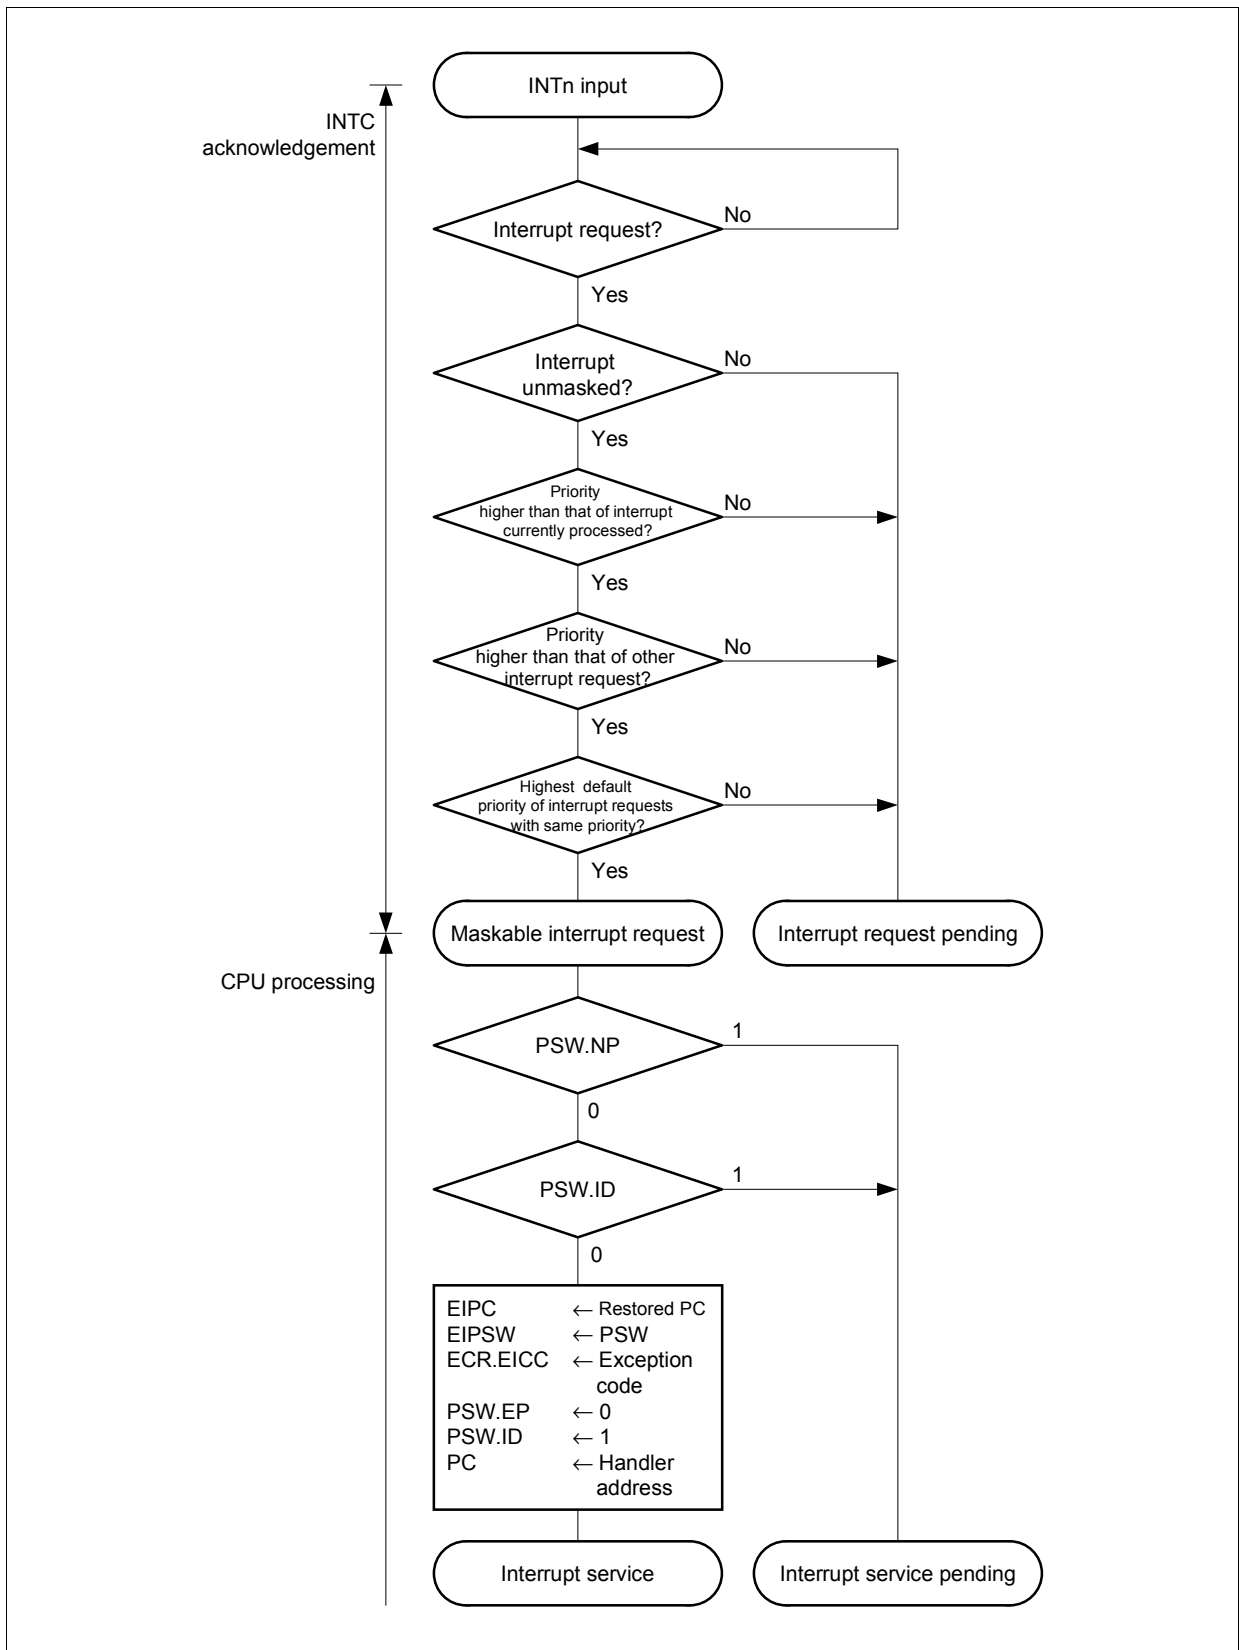 INTn input
INTC
acknowledgement
Interrupt request?
No
Yes
Interrupt
unmasked?
No
Yes
Priority
higher than that of interrupt
currently processed?
No
Yes
Priority
higher than that of other
interrupt request?
No
Yes
Highest default
priority of interrupt requests
with same priority?
No
Yes
Maskable interrupt request
Interrupt request pending
CPU processing
PSW.NP
1
0
PSW.ID
1
0
EIPC ← Restored PC
EIPSW ← PSW
ECR.EICC ← Exception
code
PSW.EP ← 0
PSW.ID ← 1
PC ← Handler
address
Interrupt service
Interrupt service pending